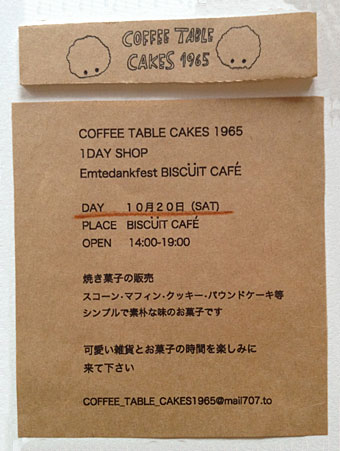 COFFEE TABLE
CAKES 1965
COFFEE TABLE CAKES 1965
1DAY SHOP
Emtedankfest BISCÜIT CAFÉ
DAY 10月20日 (SAT)
PLACE BISCÜIT CAFÉ
OPEN 14:00-19:00
焼き菓子の販売
スコーン・マフィン・クッキー・パウンドケーキ等
シンプルで素朴な味のお菓子です
可愛い雑貨とお菓子の時間を楽しみに
来て下さい
COFFEE_TABLE_CAKES1965@mail707.to